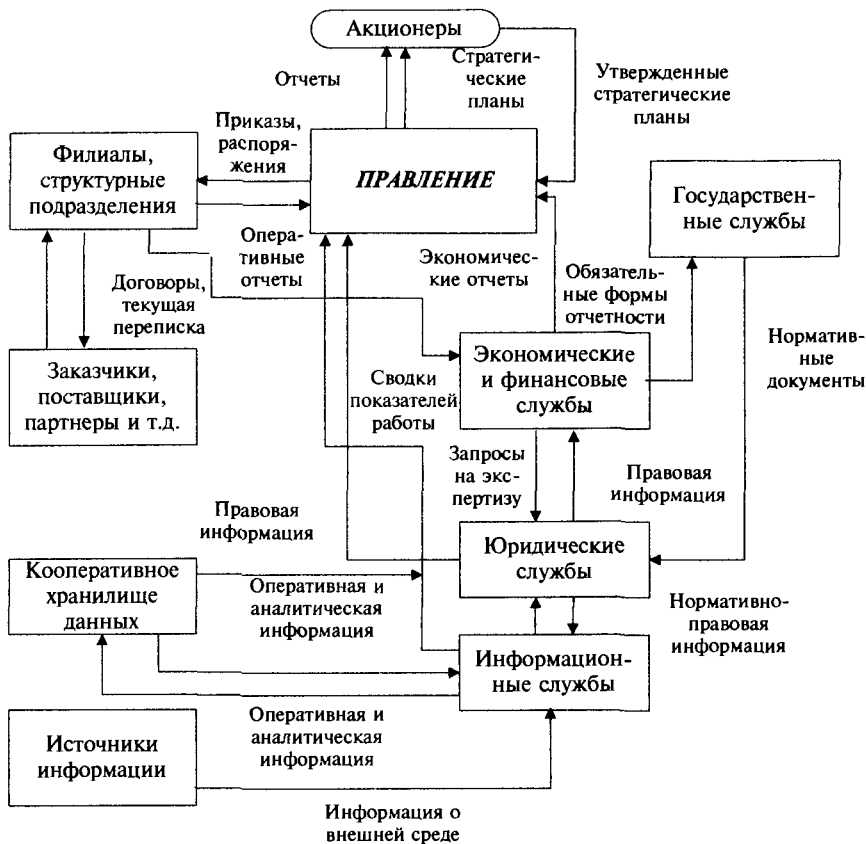 Акционеры
Отчеты
Стратеги-
ческие
планы
Утвержденные
стратегические
планы
Приказы,
распоря-
жения
Филиалы,
структурные
подразделения
ПРАВЛЕНИЕ
Государствен-
ные службы
Опера-
тивные
отчеты
Экономичес-
кие отчеты
Обязатель-
ные формы
отчетности
Договоры,
текущая
переписка
Норматив-
ные
документы
Заказчики,
поставщики,
партнеры и т.д.
Сводки
показателей
работы
Экономические
и финансовые
службы
Запросы
на экс-
пертизу
Правовая
информация
Правовая
информация
Юридические
службы
Кооперативное
хранилище
данных
Оперативная и
аналитическая
информация
Нормативно-
правовая
информация
Информацион-
ные службы
Источники
информации
Оперативная и
аналитическая
информация
Информация о
внешней среде